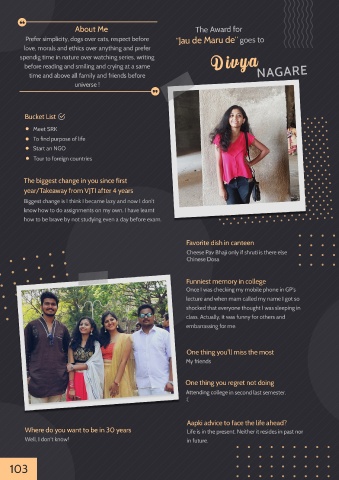 About Me
Prefer simplicity, dogs over cats, respect before
love, morals and ethics over anything and prefer
spendig time in nature over watching series, writing
before reading and smiling and crying at a same
time and above all family and friends before
universe !
The Award for
"Jau de Maru de" goes to
Divya
NAGARE
Bucket List
Meet SRK
To find purpose of life
Start an NGO
Tour to foreign countries
The biggest change in you since first
year/Takeaway from VJTI after 4 years
Biggest change is I think I became lazy and now I don't
know how to do assignments on my own. I have learnt
how to be brave by not studying even a day before exam.
Favorite dish in canteen
Cheese Pav Bhaji only if shruti is there else
Chinese Dosa
Funniest memory in college
Once I was checking my mobile phone in GP's
lecture and when mam called my name I got so
shocked that everyone thought I was sleeping in
class. Actually, it was funny for others and
embarrassing for me
One thing you'll miss the most
My friends
One thing you regret not doing
Attending college in second last semester.
:(
Where do you want to be in 30 years
Well, I don't know!
Aaple advice to face the life ahead?
Life is in the present. Neither it resides in past nor
in future.
103